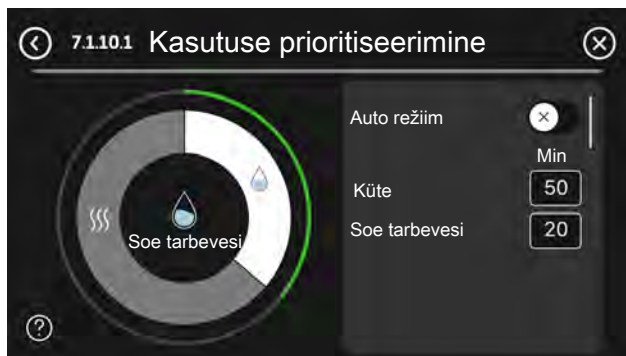 7.1.10.1 Kasutuse prioritiseerimine
Auto režiim
Min
Küte 50
Soe tarbevesi 20
Soe tarbevesi
?